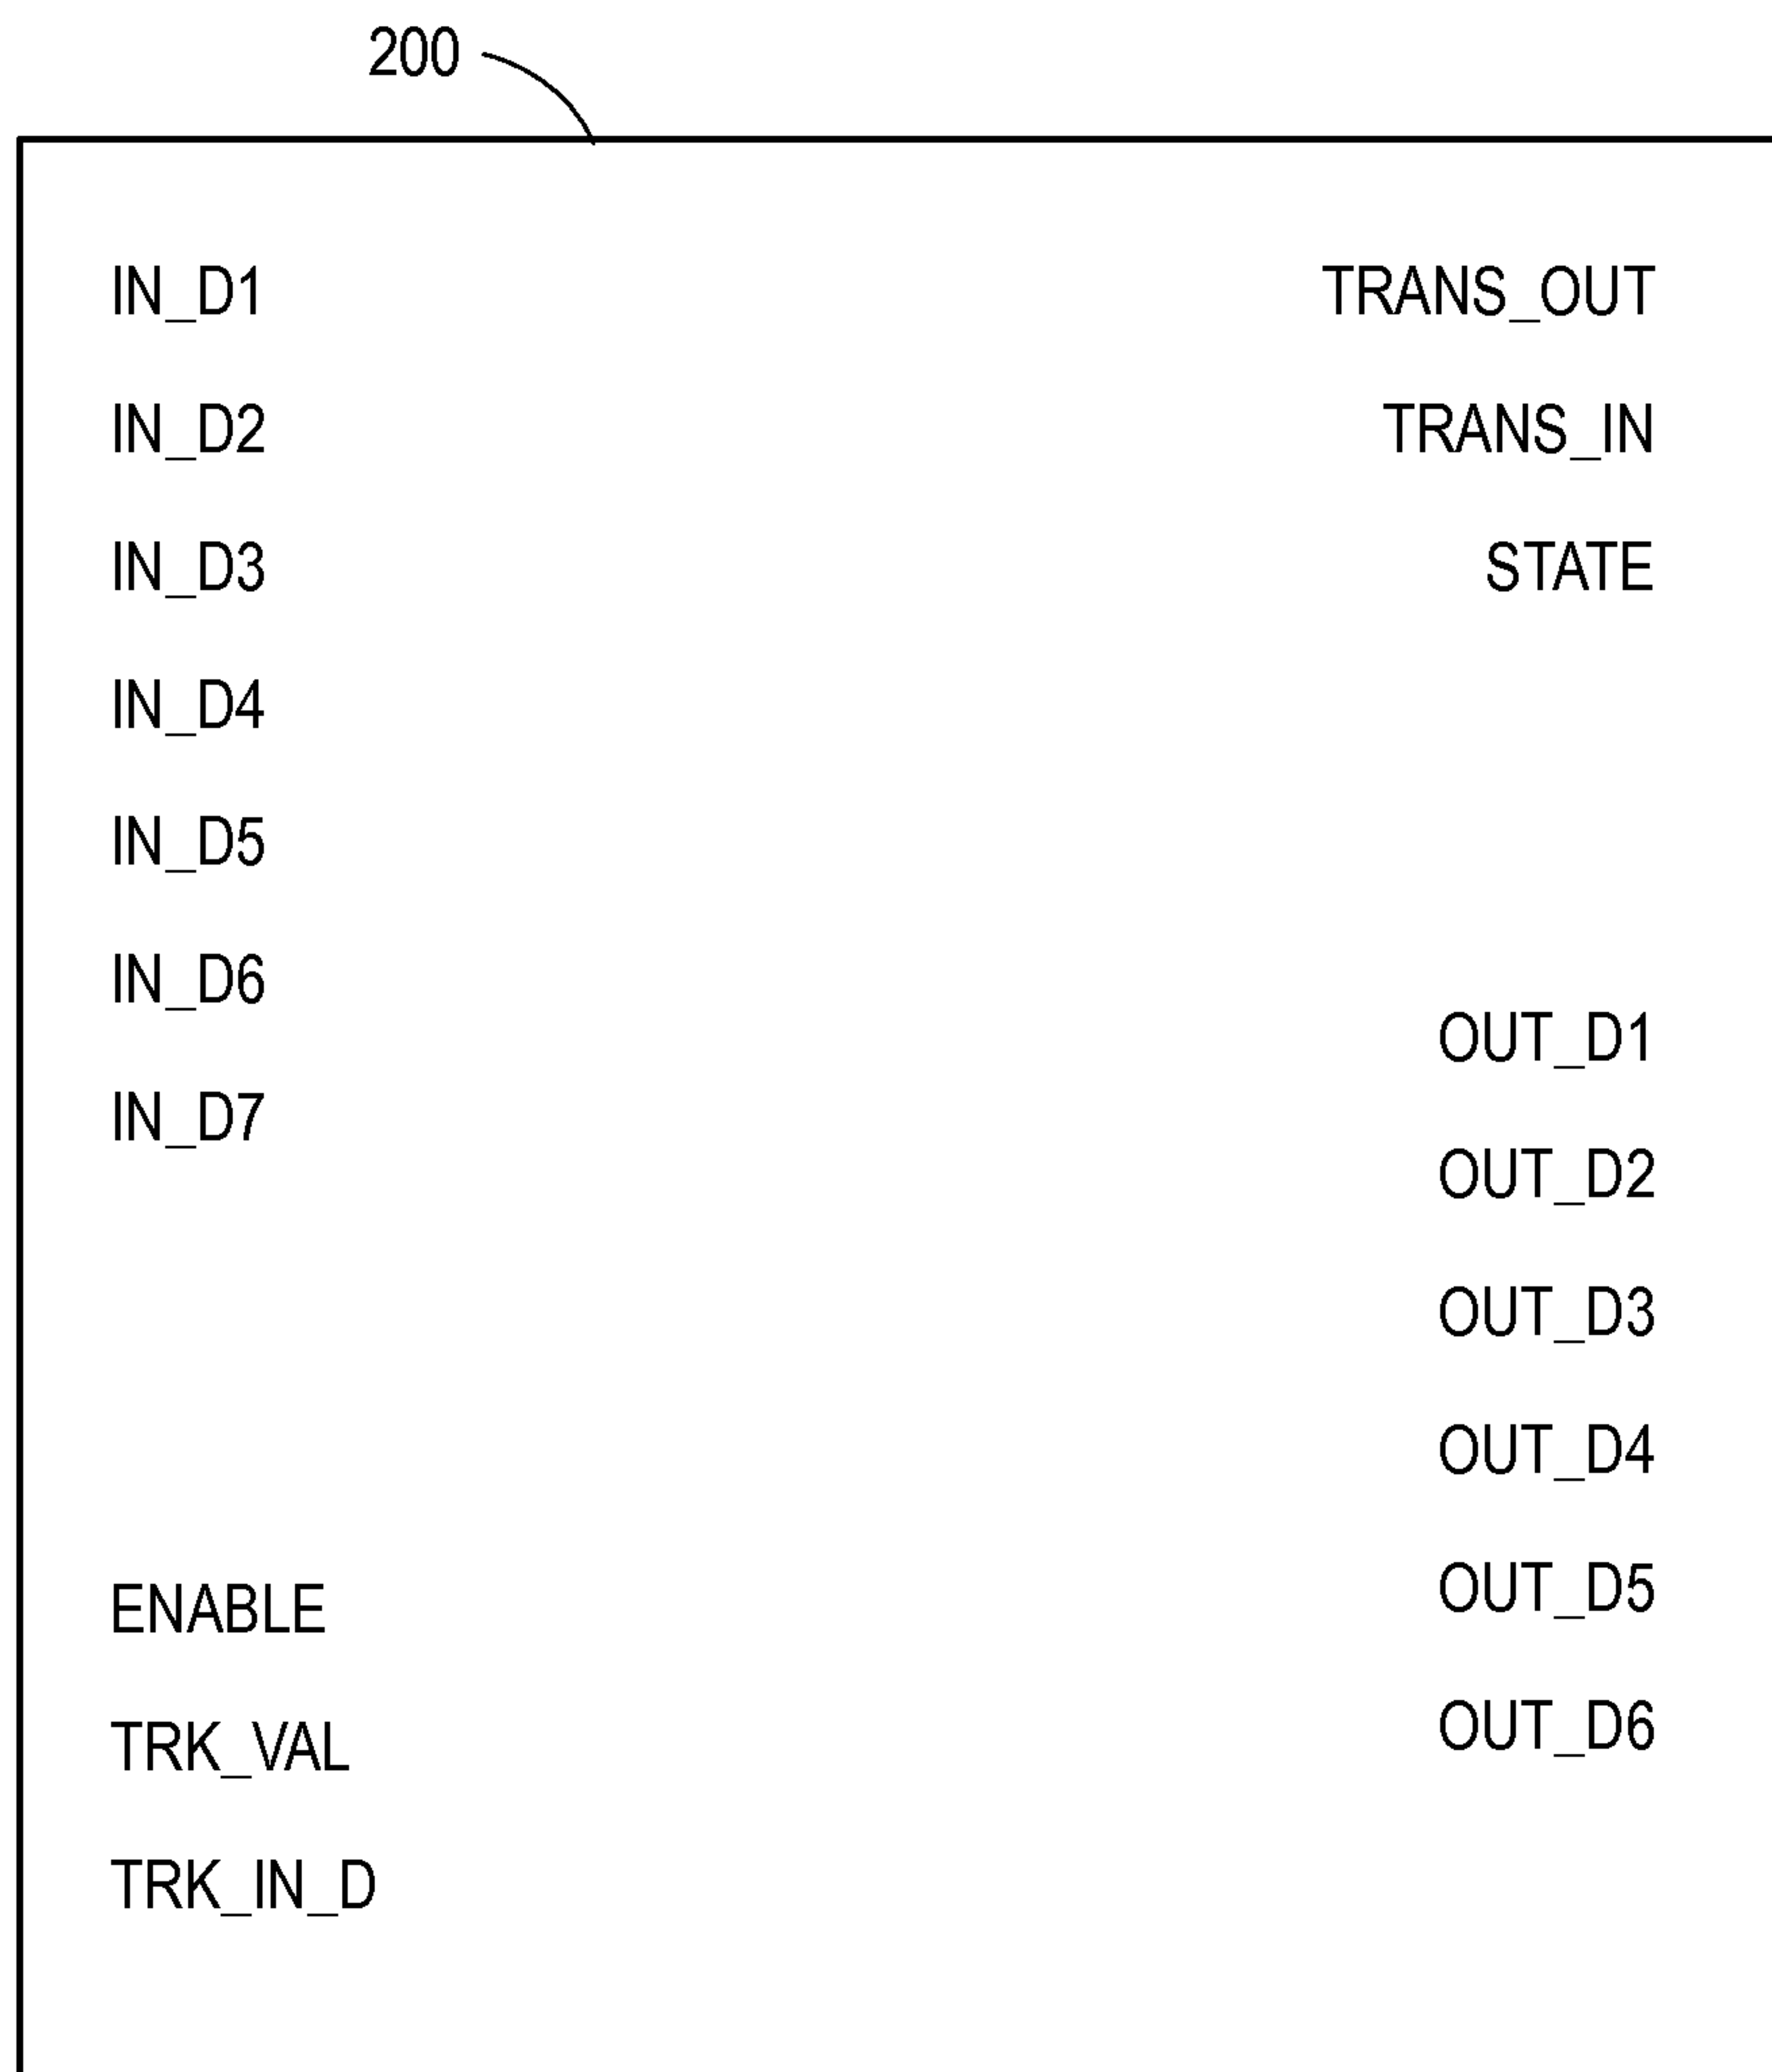 200
IN_D1
IN_D2
IN_D3
IN_D4
IN_D5
IN_D6
IN_D7
ENABLE
TRK_VAL
TRK_IN_D
TRANS_OUT
TRANS_IN
STATE
OUT_D1
OUT_D2
OUT_D3
OUT_D4
OUT_D5
OUT_D6